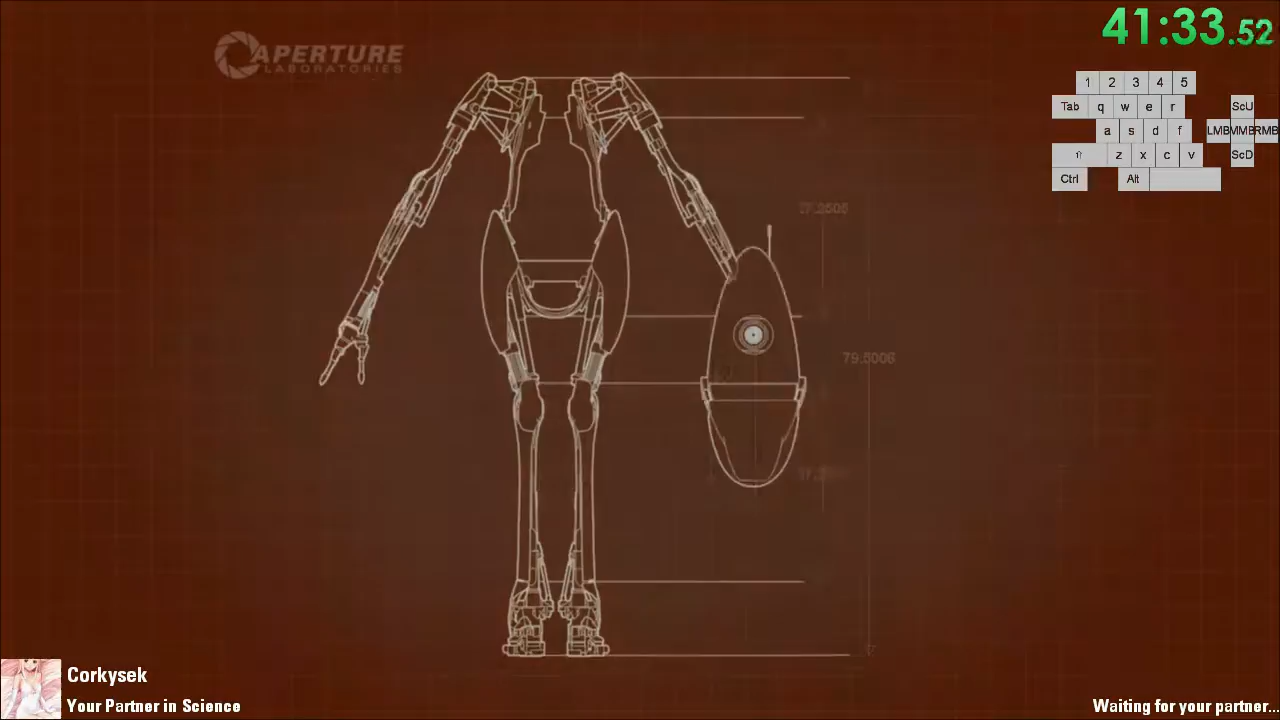 41:33.52
APERTURE
LABORATORIES
1 2 3 4 5
Tab q w e r ScU
a s d f LMB MMB RMB
⇧ z x c v ScD
Ctrl Alt
79.5006
Corkysek
Your Partner in Science
Waiting for your partner...